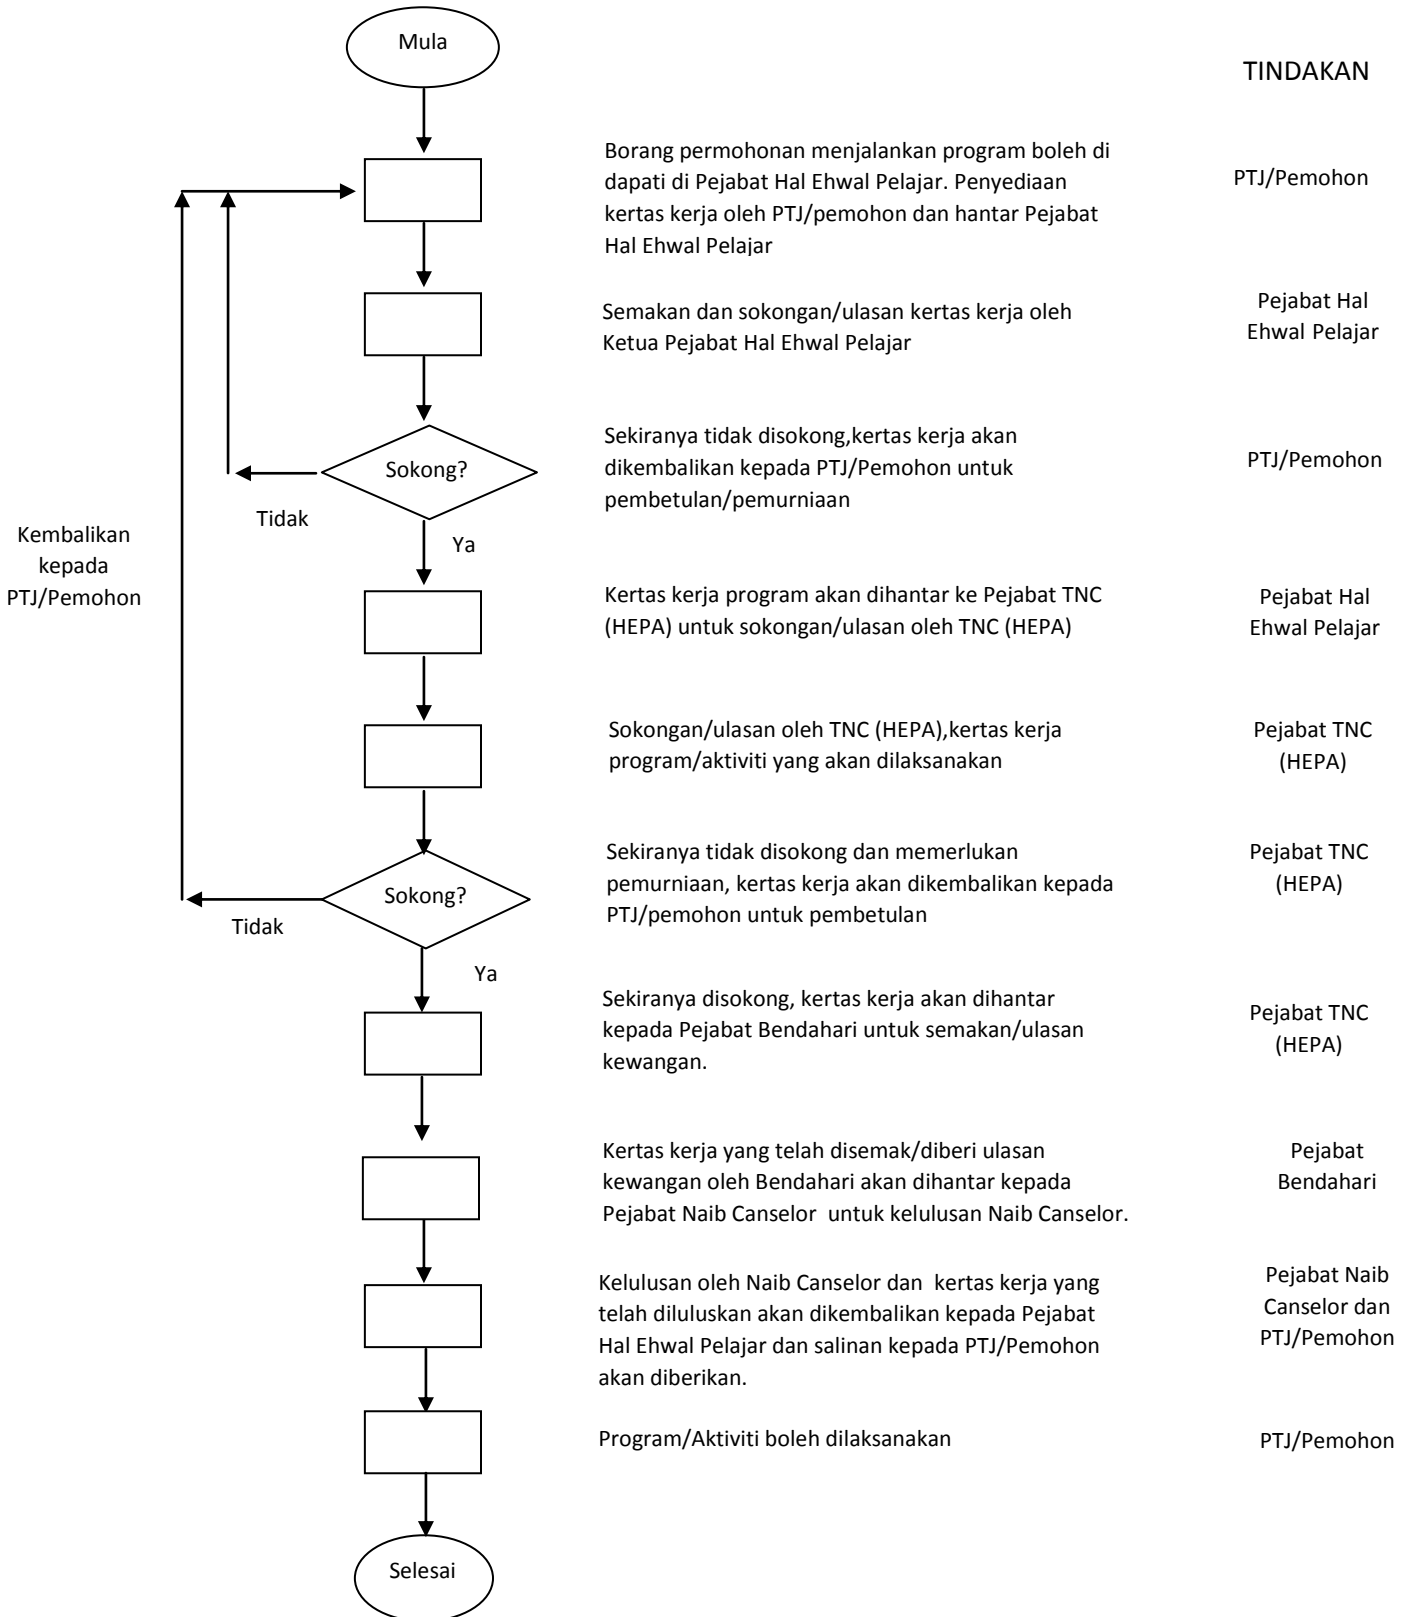 Mula
TINDAKAN
Borang permohonan menjalankan program boleh di
dapati di Pejabat Hal Ehwal Pelajar. Penyediaan
kertas kerja oleh PTJ/pemohon dan hantar Pejabat
Hal Ehwal Pelajar
PTJ/Pemohon
Semakan dan sokongan/ulasan kertas kerja oleh
Ketua Pejabat Hal Ehwal Pelajar
Pejabat Hal
Ehwal Pelajar
Sokong?
Tidak
Ya
Sekiranya tidak disokong,kertas kerja akan
dikembalikan kepada PTJ/Pemohon untuk
pembetulan/pemurniaan
PTJ/Pemohon
Kembalikan
kepada
PTJ/Pemohon
Kertas kerja program akan dihantar ke Pejabat TNC
(HEPA) untuk sokongan/ulasan oleh TNC (HEPA)
Pejabat Hal
Ehwal Pelajar
Sokongan/ulasan oleh TNC (HEPA),kertas kerja
program/aktiviti yang akan dilaksanakan
Pejabat TNC
(HEPA)
Sokong?
Tidak
Ya
Sekiranya tidak disokong dan memerlukan
pemurniaan, kertas kerja akan dikembalikan kepada
PTJ/pemohon untuk pembetulan
Pejabat TNC
(HEPA)
Sekiranya disokong, kertas kerja akan dihantar
kepada Pejabat Bendahari untuk semakan/ulasan
kewangan.
Pejabat TNC
(HEPA)
Kertas kerja yang telah disemak/diberi ulasan
kewangan oleh Bendahari akan dihantar kepada
Pejabat Naib Canselor  untuk kelulusan Naib Canselor.
Pejabat
Bendahari
Kelulusan oleh Naib Canselor dan  kertas kerja yang
telah diluluskan akan dikembalikan kepada Pejabat
Hal Ehwal Pelajar dan salinan kepada PTJ/Pemohon
akan diberikan.
Pejabat Naib
Canselor dan
PTJ/Pemohon
Program/Aktiviti boleh dilaksanakan
PTJ/Pemohon
Selesai